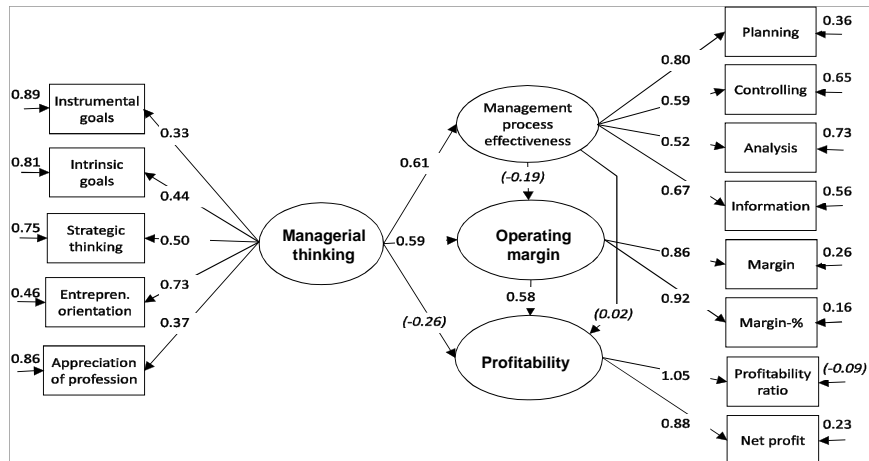 0.89
Instrumental
goals
0.33
0.81
Intrinsic
goals
0.44
0.75
Strategic
thinking
0.50
0.46
Entrepren.
orientation
0.73
0.86
Appreciation
of profession
0.37
Managerial
thinking
0.61
0.59
(-0.26)
Management
process
effectiveness
(-0.19)
Operating
margin
0.58
(0.02)
Profitability
0.80
0.59
0.52
0.67
0.86
0.92
1.05
0.88
Planning
0.36
Controlling
0.65
Analysis
0.73
Information
0.56
Margin
0.26
Margin-%
0.16
Profitability
ratio
(-0.09)
Net profit
0.23